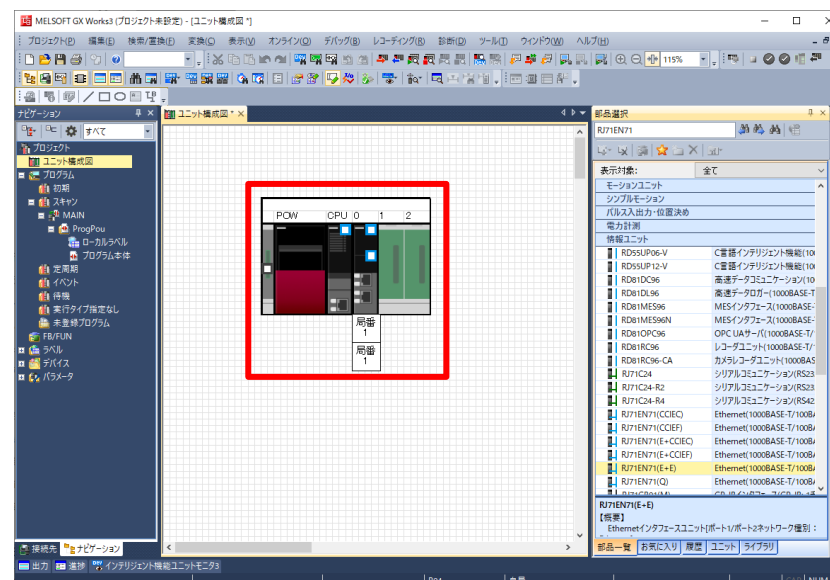 MELSOFT GX Works3 (プロジェクト未設定) - [ユニット構成図 *]
プロジェクト(P) 編集(E) 検索/置換(F) 変換(C) 表示(V) オンライン(O) デバッグ(B) レコーディング(R) 診断(D) ツール(T) ウィンドウ(W) ヘルプ(H)
115%
ナビゲーション
すべて
プロジェクト
ユニット構成図
プログラム
初期
スキャン
MAIN
ProgPou
ローカルラベル
プログラム本体
定周期
イベント
待機
実行タイプ指定なし
未登録プログラム
FB/FUN
ラベル
デバイス
パラメータ
接続先 ナビゲーション
ユニット構成図 *
POW CPU 0 1 2
局番
1
局番
1
部品選択
RJ71EN71
表示対象: 全て
モーションユニット
シンプルモーション
パルス入出力・位置決め
電力計測
情報ユニット
RD55UP06-V C言語インテリジェント機能(10
RD55UP12-V C言語インテリジェント機能(10
RD81DC96 高速データコミュニケーション(10
RD81DL96 高速データロガー(1000BASE-T
RD81MES96 MESインタフェース(1000BASE-
RD81MES96N MESインタフェース(1000BASE-
RD81OPC96 OPC UAサーバ(1000BASE-T/
RD81RC96 レコーダユニット(1000BASE-T/
RD81RC96-CA カメラレコーダユニット(1000BAS
RJ71C24 シリアルコミュニケーション(RS23
RJ71C24-R2 シリアルコミュニケーション(RS23
RJ71C24-R4 シリアルコミュニケーション(RS42
RJ71EN71(CCIEC) Ethernet(1000BASE-T/100BA
RJ71EN71(CCIEF) Ethernet(1000BASE-T/100BA
RJ71EN71(E+CCIEC) Ethernet(1000BASE-T/100BA
RJ71EN71(E+CCIEF) Ethernet(1000BASE-T/100BA
RJ71EN71(E+E) Ethernet(1000BASE-T/100BA
RJ71EN71(Q) Ethernet(1000BASE-T/100BA
RJ71EN71(E+E)
【概要】
Ethernetインタフェースユニット[ポート1/ポート2ネットワーク種別:
部品一覧 お気に入り 履歴 ユニット ライブラリ
出力 進捗 インテリジェント機能ユニットモニタ3